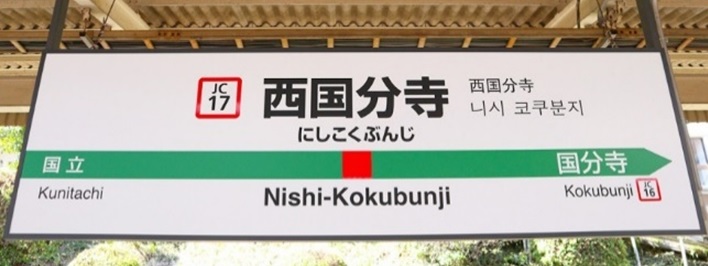 JC
17
西国分寺
西国分寺
니시 코쿠분지
にしこくぶんじ
国立
国分寺
Kunitachi
Nishi-Kokubunji
Kokubunji
JC
16